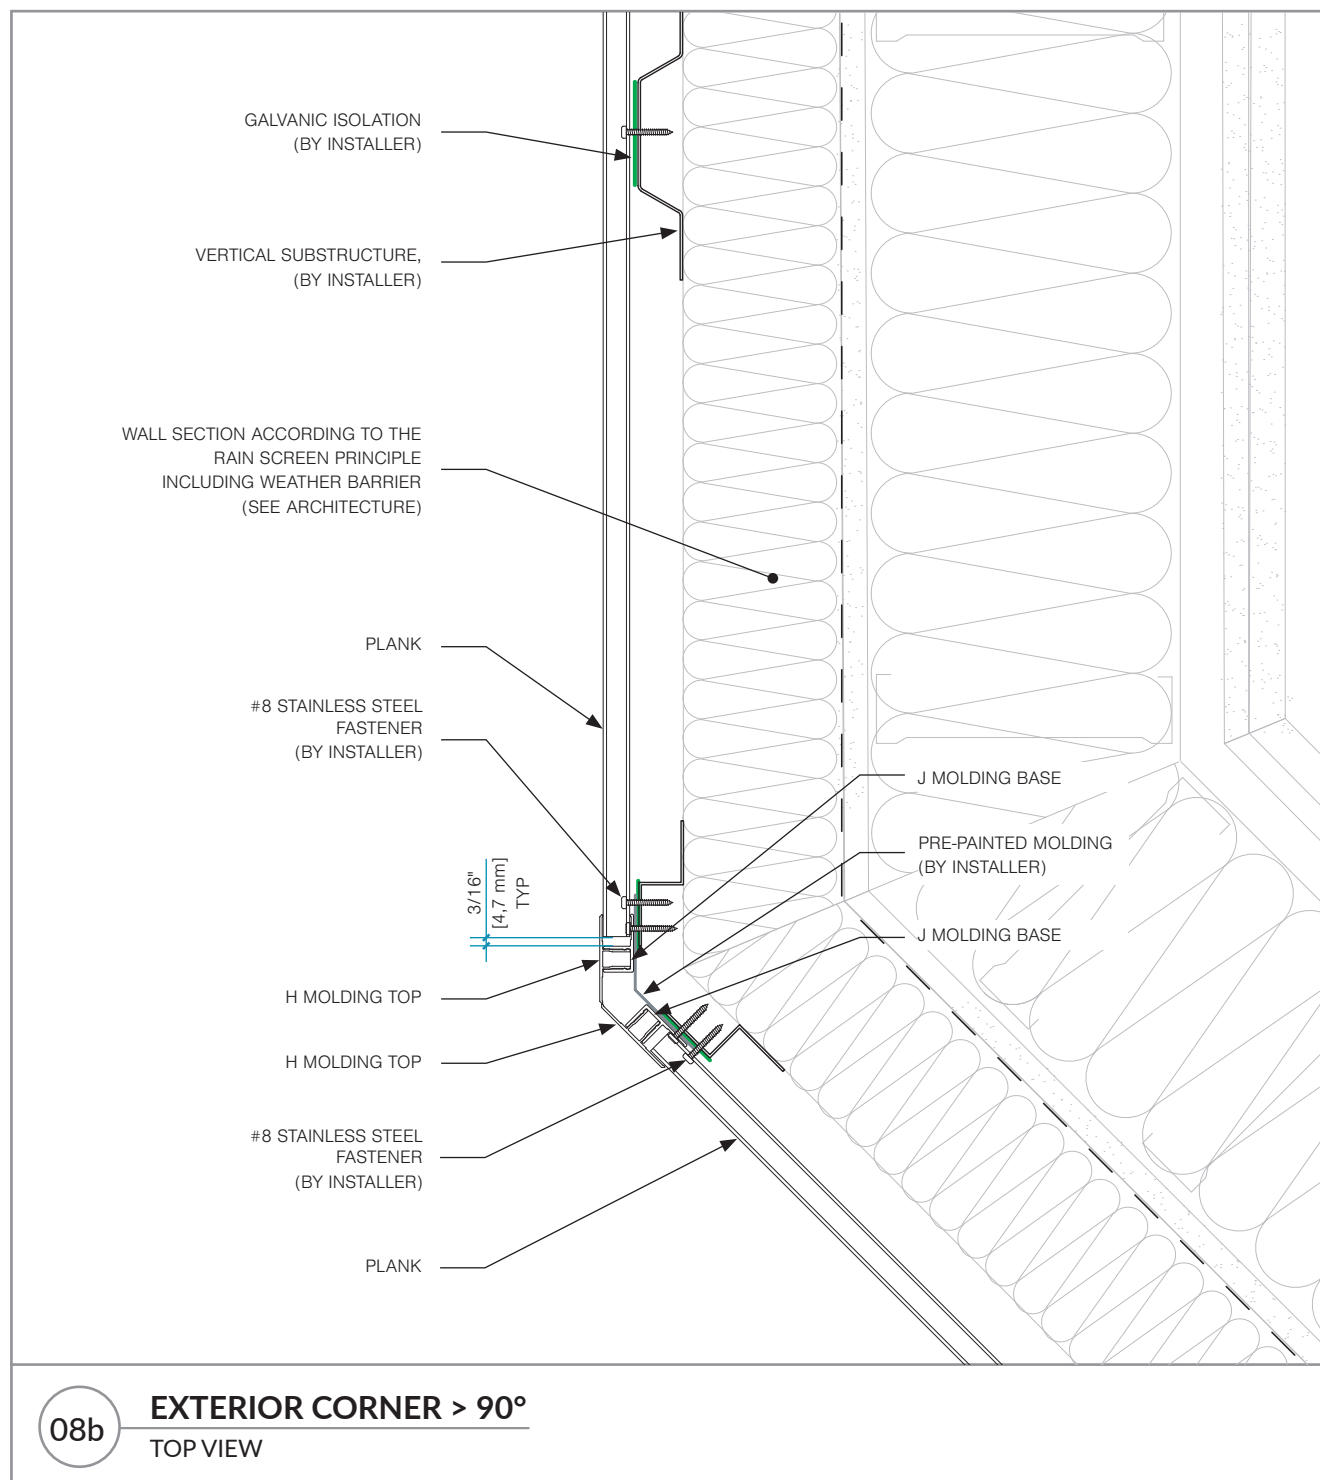 GALVANIC ISOLATION
(BY INSTALLER)
VERTICAL SUBSTRUCTURE,
(BY INSTALLER)
WALL SECTION ACCORDING TO THE
RAIN SCREEN PRINCIPLE
INCLUDING WEATHER BARRIER
(SEE ARCHITECTURE)
PLANK
#8 STAINLESS STEEL
FASTENER
(BY INSTALLER)
J MOLDING BASE
PRE-PAINTED MOLDING
(BY INSTALLER)
J MOLDING BASE
3/16"
[4,7 mm]
TYP
H MOLDING TOP
H MOLDING TOP
#8 STAINLESS STEEL
FASTENER
(BY INSTALLER)
PLANK
08b
EXTERIOR CORNER > 90°
TOP VIEW